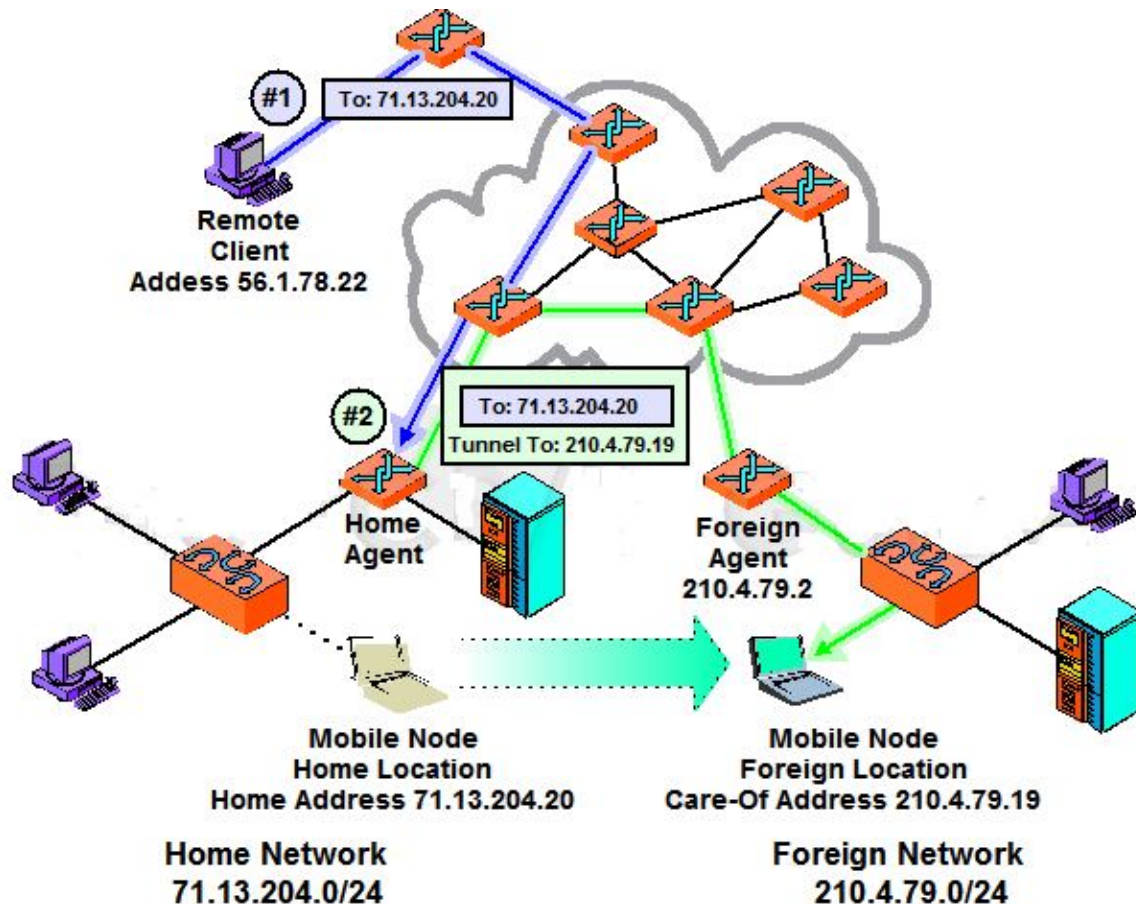 #1
To: 71.13.204.20
Remote
Client
Addess 56.1.78.22
#2
To: 71.13.204.20
Tunnel To: 210.4.79.19
Home
Agent
Foreign
Agent
210.4.79.2
Mobile Node
Home Location
Home Address 71.13.204.20
Mobile Node
Foreign Location
Care-Of Address 210.4.79.19
Home Network
71.13.204.0/24
Foreign Network
210.4.79.0/24